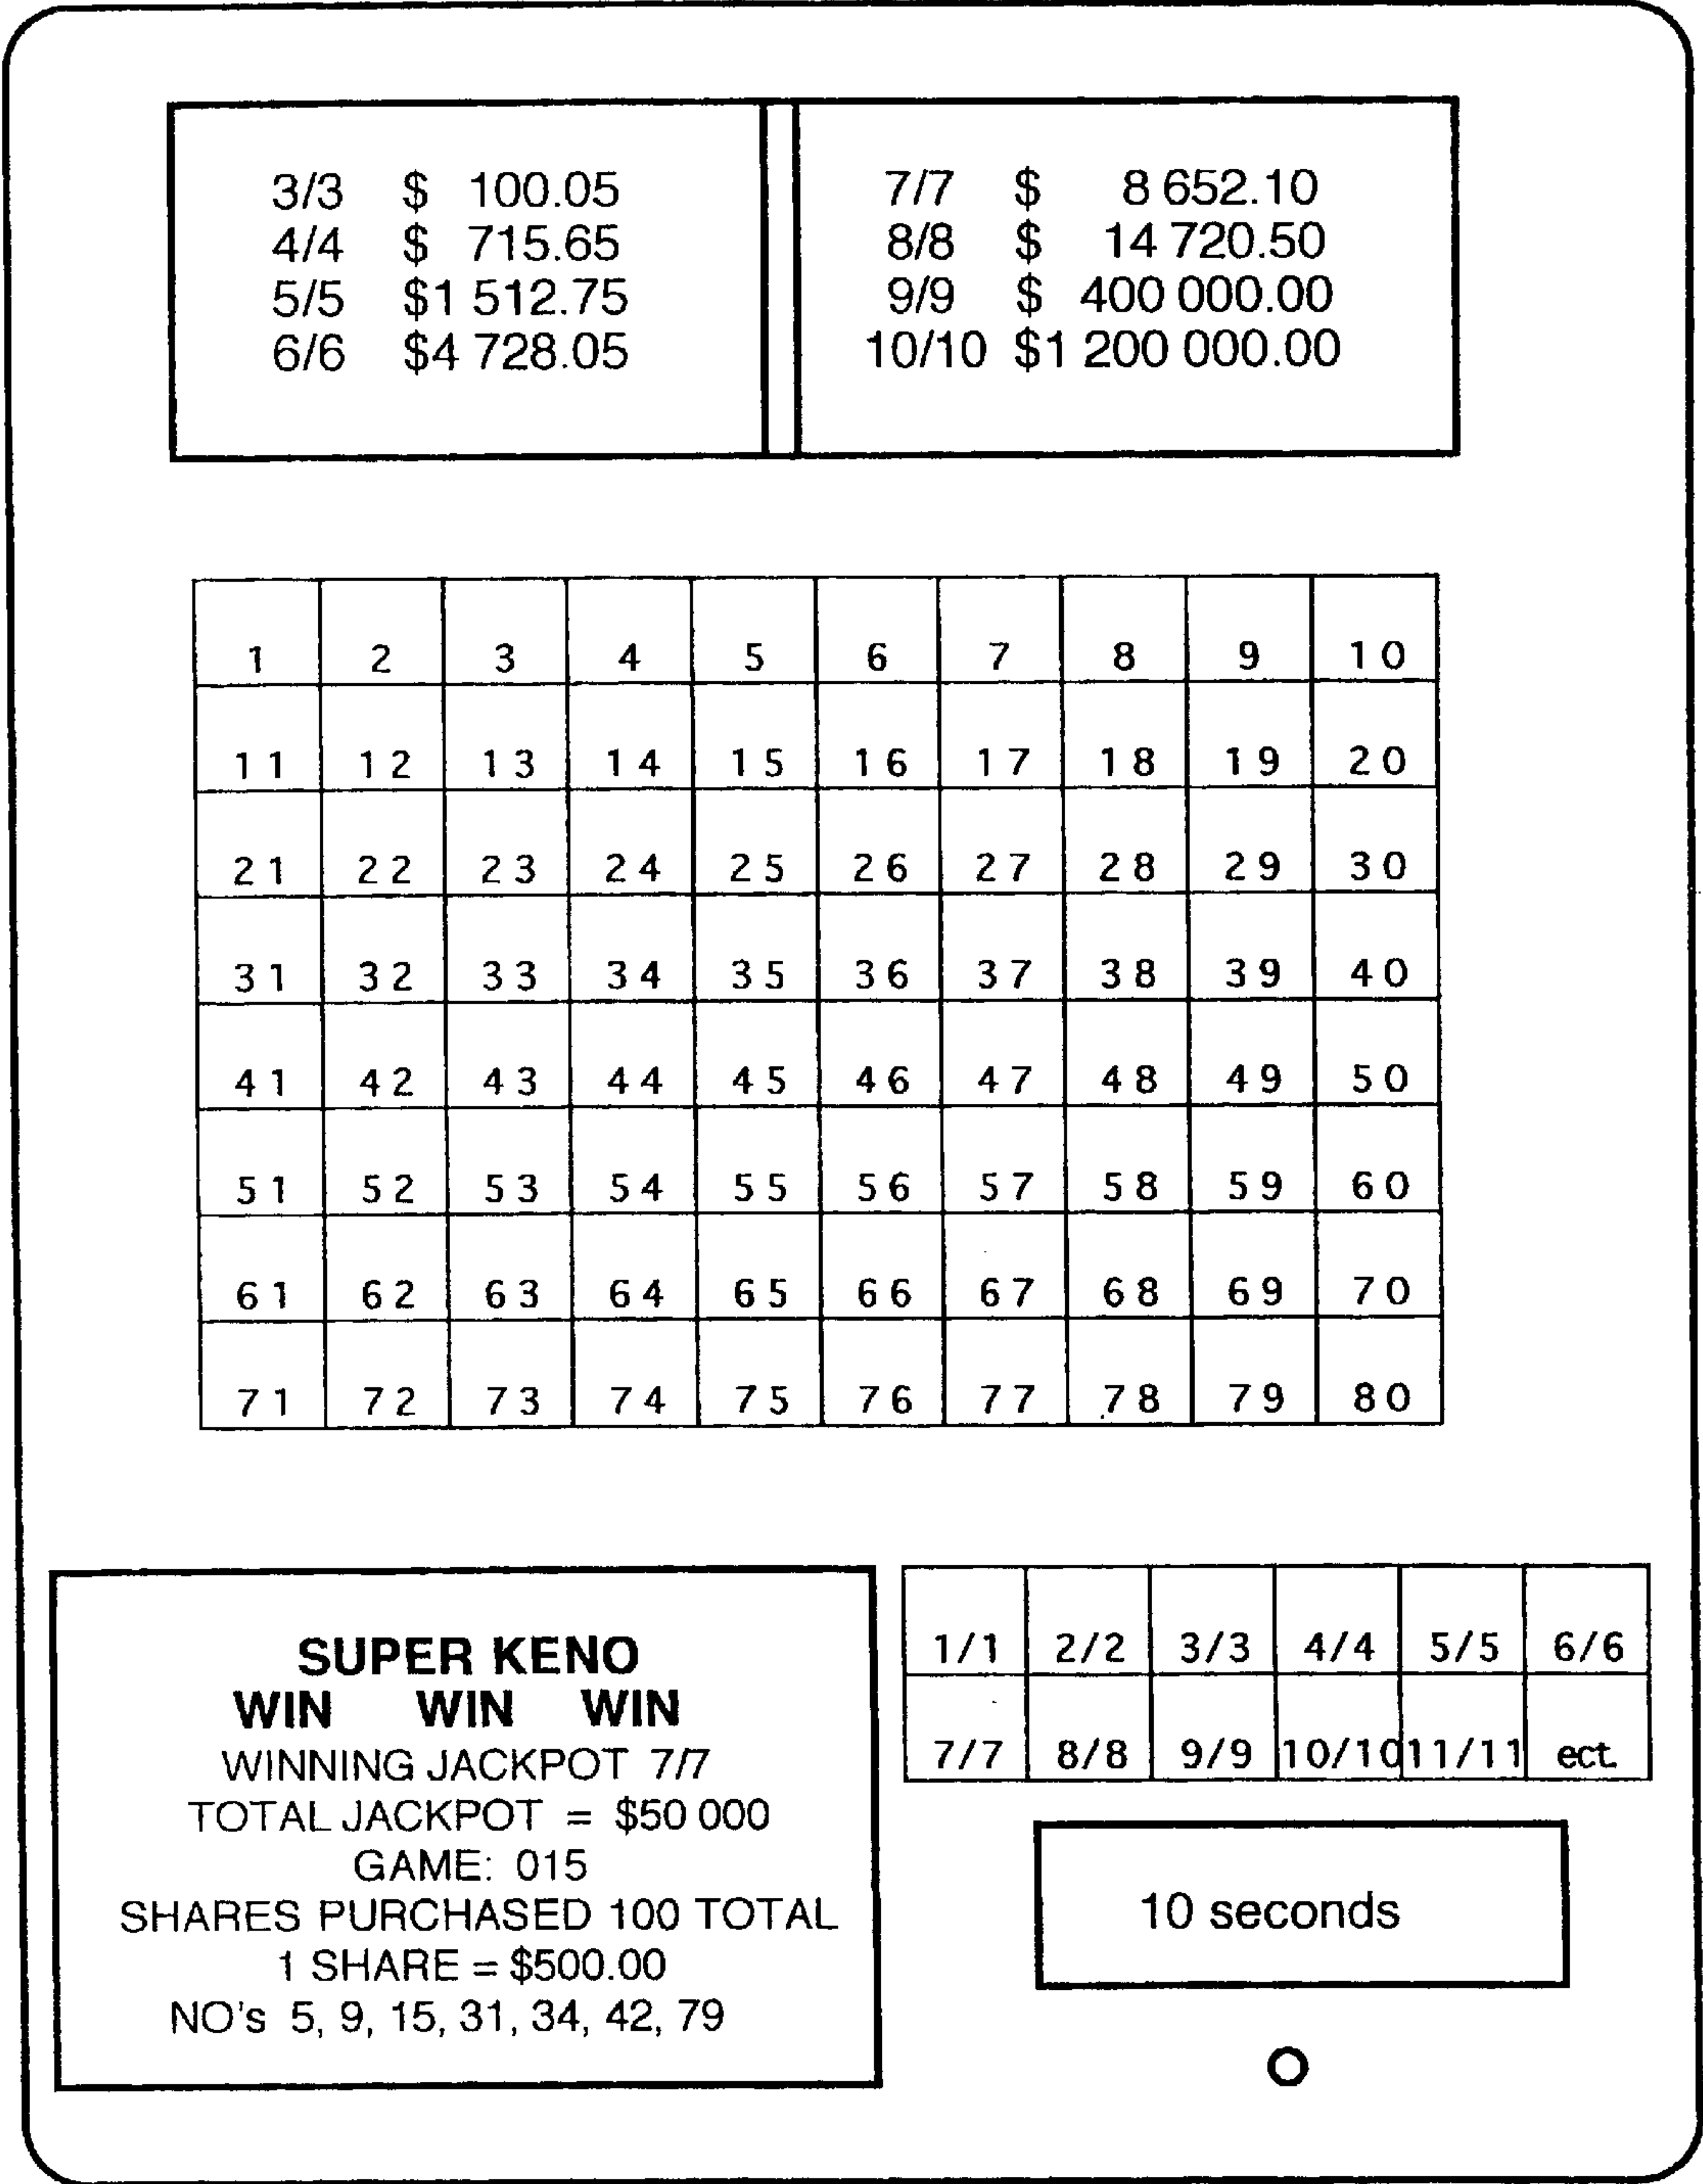 3/3 $ 100.05
4/4 $ 715.65
5/5 $1 512.75
6/6 $4 728.05
7/7 $ 8 652.10
8/8 $ 14 720.50
9/9 $ 400 000.00
10/10 $1 200 000.00
1 2 3 4 5 6 7 8 9 10
11 12 13 14 15 16 17 18 19 20
21 22 23 24 25 26 27 28 29 30
31 32 33 34 35 36 37 38 39 40
41 42 43 44 45 46 47 48 49 50
51 52 53 54 55 56 57 58 59 60
61 62 63 64 65 66 67 68 69 70
71 72 73 74 75 76 77 78 79 80
SUPER KENO
WIN WIN WIN
WINNING JACKPOT 7/7
TOTAL JACKPOT = $50 000
GAME: 015
SHARES PURCHASED 100 TOTAL
1 SHARE = $500.00
NO's 5, 9, 15, 31, 34, 42, 79
1/1 2/2 3/3 4/4 5/5 6/6
7/7 8/8 9/9 10/10 11/11 ect.
10 seconds